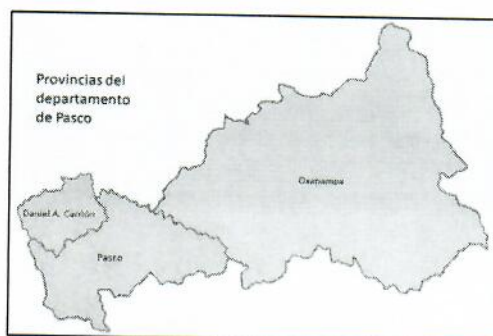 Provincias del
departamento
de Pasco
Oxapampa
Daniel A. Carrión
Pasco